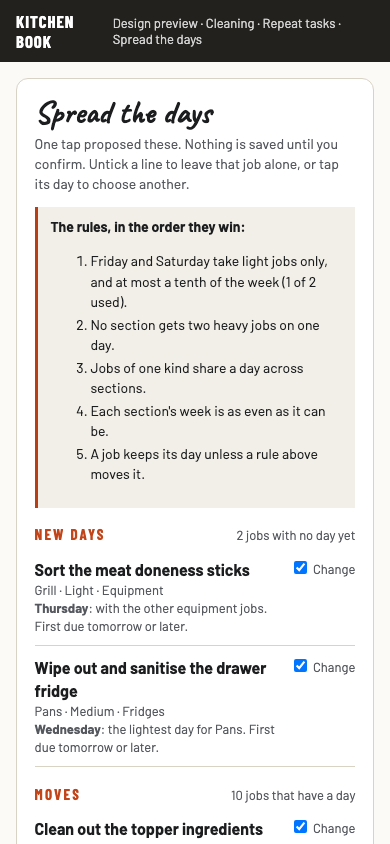 KITCHEN
BOOK
Design preview · Cleaning · Repeat tasks ·
Spread the days
Spread the days
One tap proposed these. Nothing is saved until you
confirm. Untick a line to leave that job alone, or tap
its day to choose another.
The rules, in the order they win:
1. Friday and Saturday take light jobs only,
and at most a tenth of the week (1 of 2
used).
2. No section gets two heavy jobs on one
day.
3. Jobs of one kind share a day across
sections.
4. Each section's week is as even as it can
be.
5. A job keeps its day unless a rule above
moves it.
NEW DAYS
2 jobs with no day yet
Sort the meat doneness sticks
Change
Grill · Light · Equipment
Thursday: with the other equipment jobs.
First due tomorrow or later.
Wipe out and sanitise the drawer
fridge
Change
Pans · Medium · Fridges
Wednesday: the lightest day for Pans. First
due tomorrow or later.
MOVES
10 jobs that have a day
Clean out the topper ingredients
Change